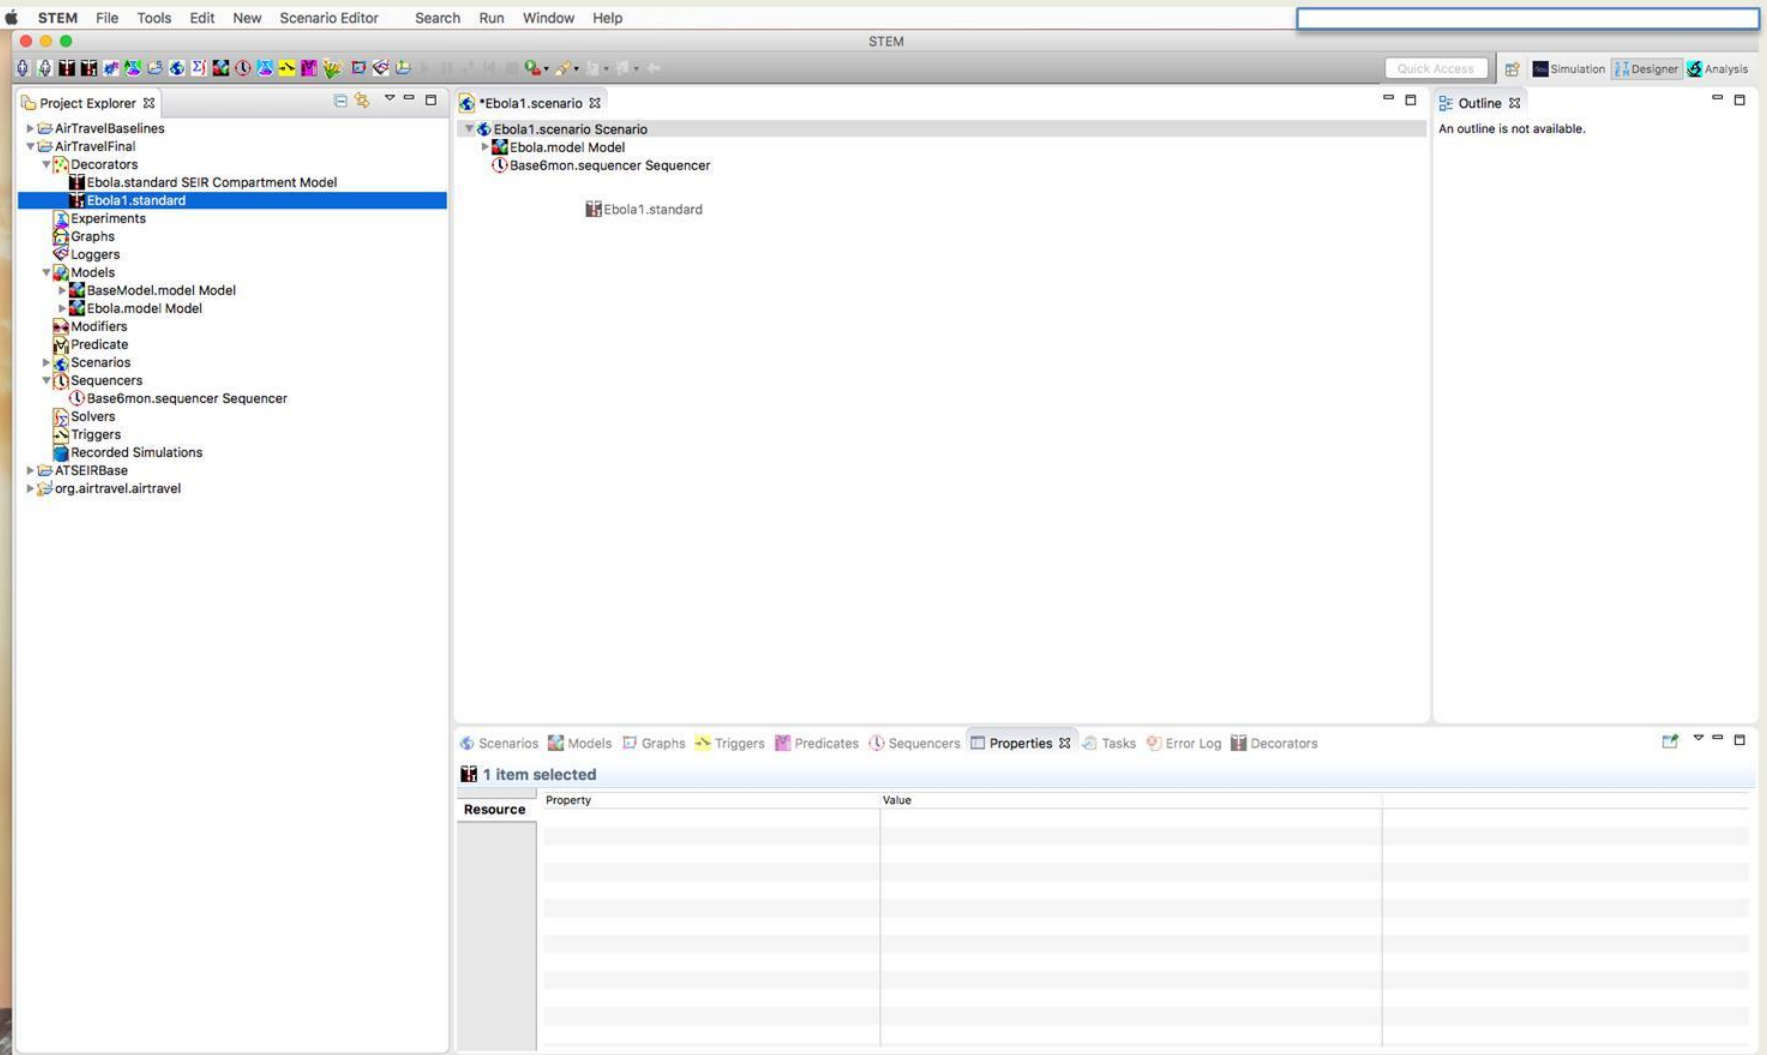 STEM File Tools Edit New Scenario Editor Search Run Window Help
STEM
Quick Access Simulation Designer Analysis
Project Explorer
AirTravelBaselines
AirTravelFinal
Decorators
Ebola.standard SEIR Compartment Model
Ebola1.standard
Experiments
Graphs
Loggers
Models
BaseModel.model Model
Ebola.model Model
Modifiers
Predicate
Scenarios
Sequencers
Base6mon.sequencer Sequencer
Solvers
Triggers
Recorded Simulations
ATSEIRBase
org.airtravel.airtravel
*Ebola1.scenario
Ebola1.scenario Scenario
Ebola.model Model
Base6mon.sequencer Sequencer
Ebola1.standard
Outline
An outline is not available.
Scenarios Models Graphs Triggers Predicates Sequencers Properties Tasks Error Log Decorators
1 item selected
Resource
Property Value